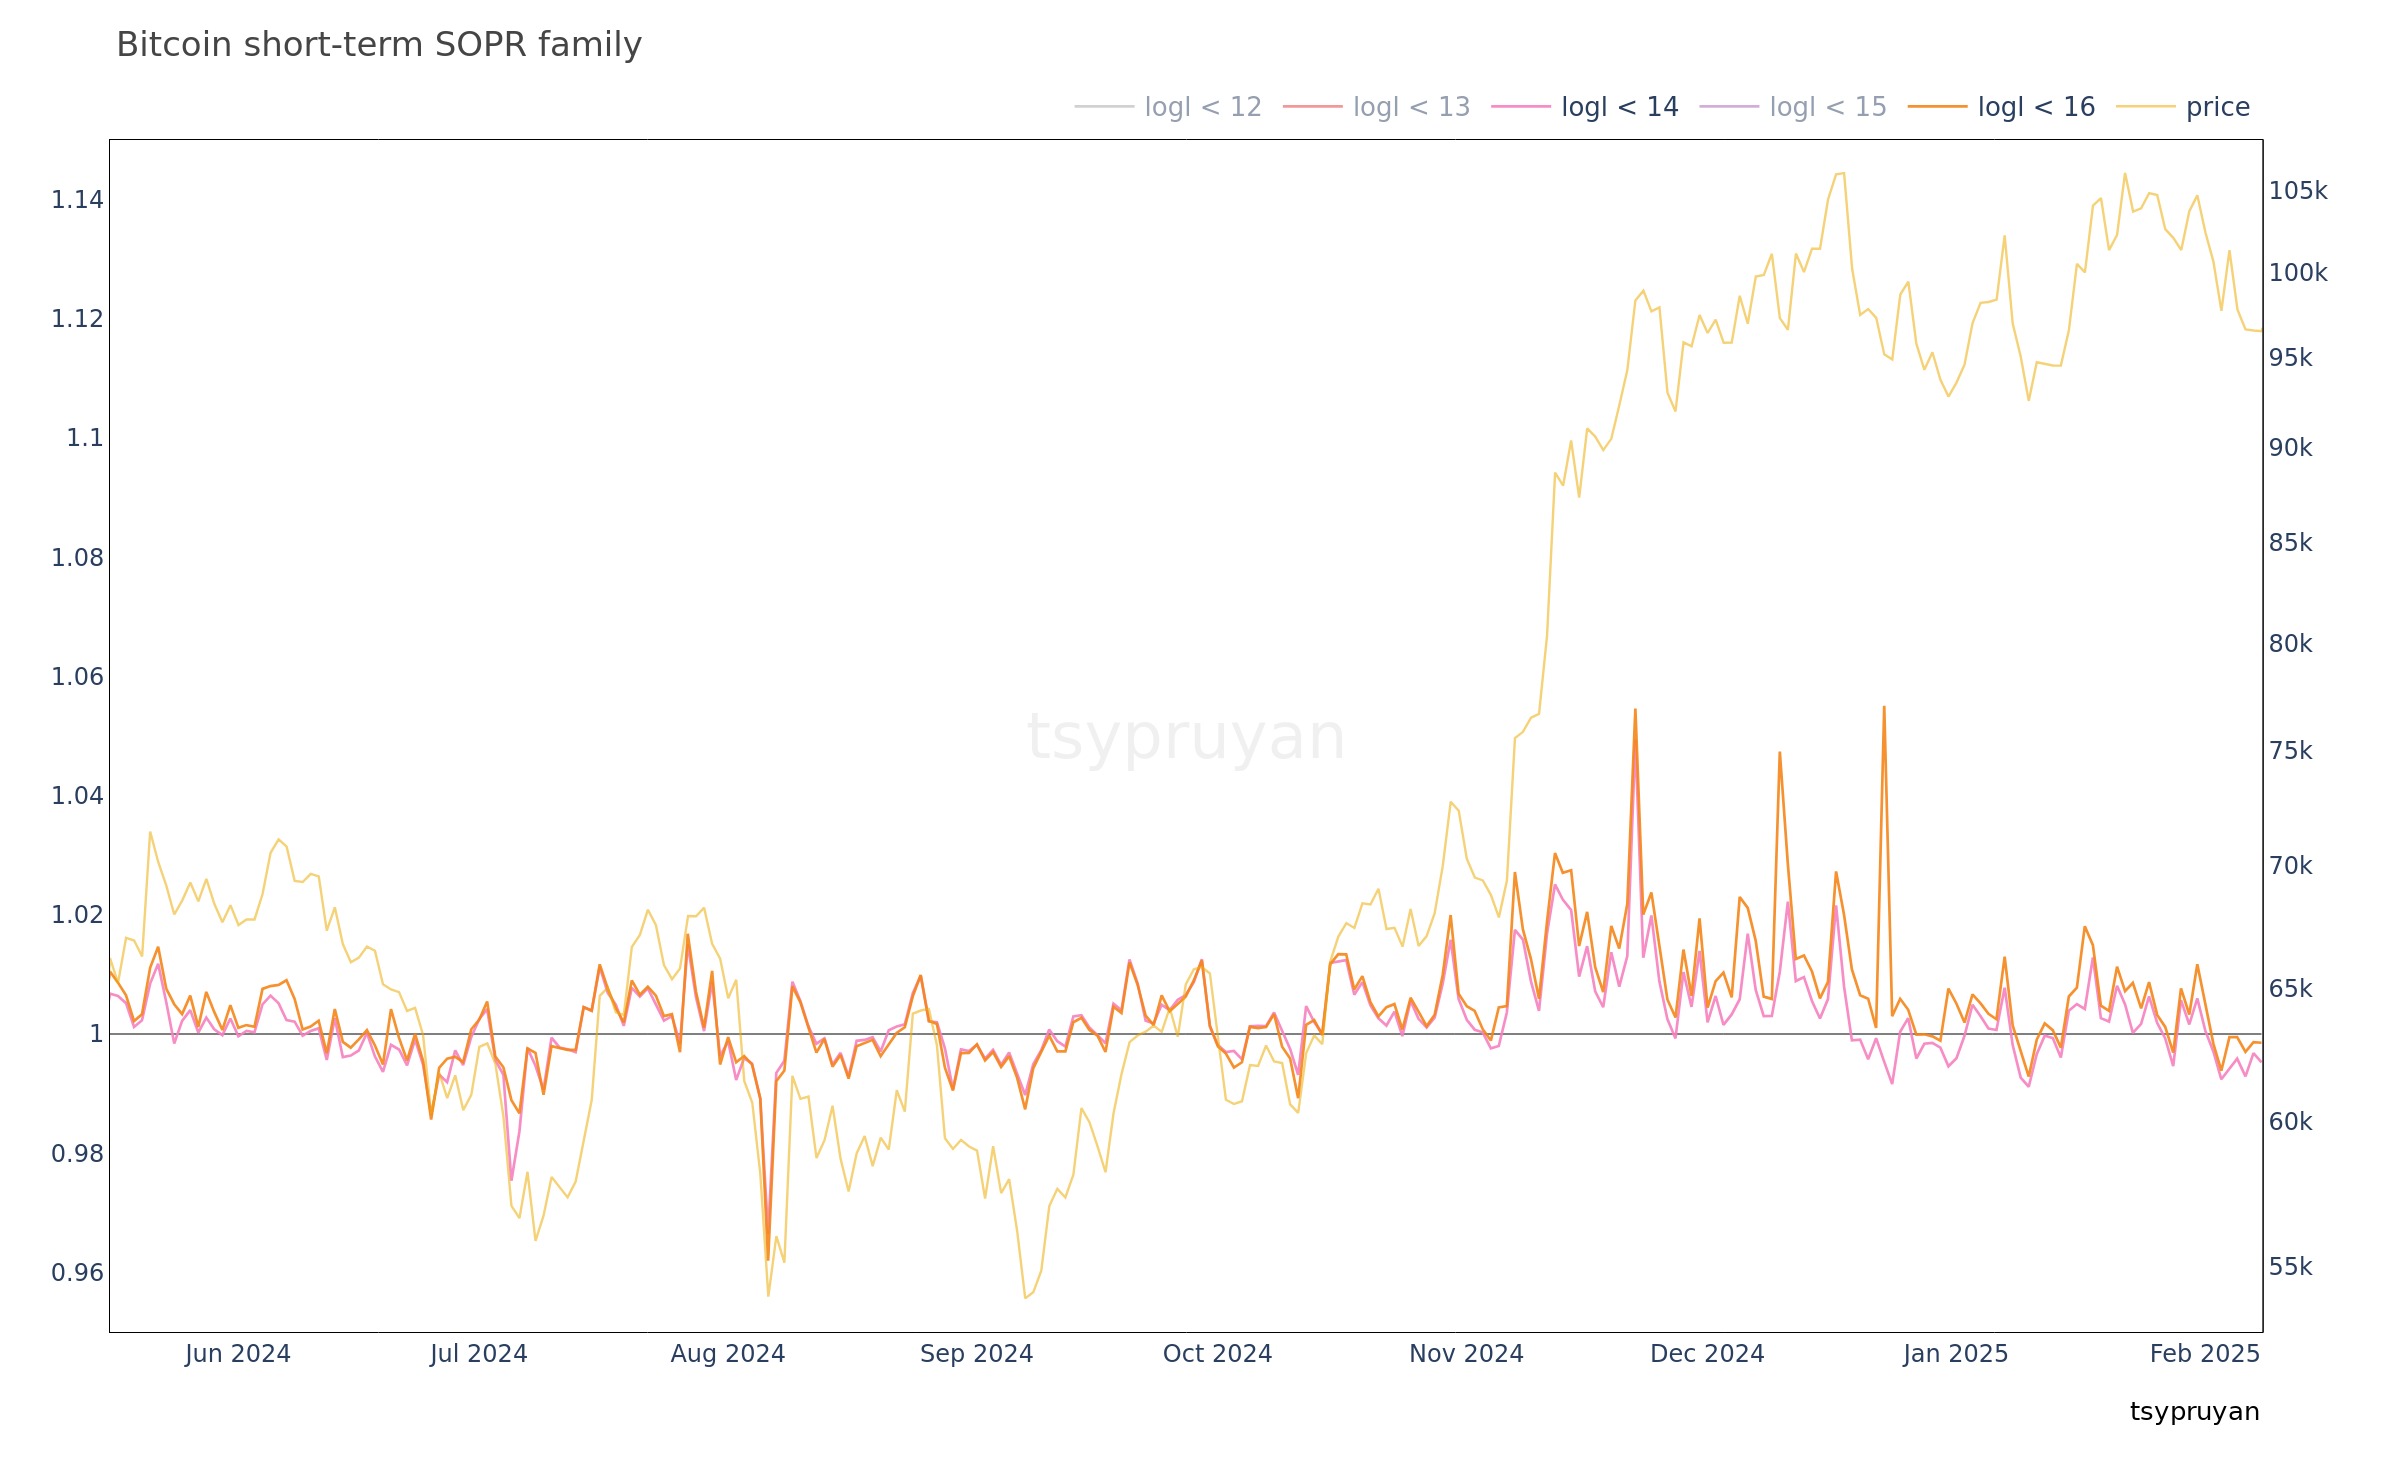 Bitcoin short-term SOPR family
logl < 12 logl < 13 logl < 14 logl < 15 logl < 16 price
1.14
1.12
1.1
1.08
1.06
1.04
1.02
1
0.98
0.96
105k
100k
95k
90k
85k
80k
75k
70k
65k
60k
55k
tsypruyan
Jun 2024 Jul 2024 Aug 2024 Sep 2024 Oct 2024 Nov 2024 Dec 2024 Jan 2025 Feb 2025
tsypruyan